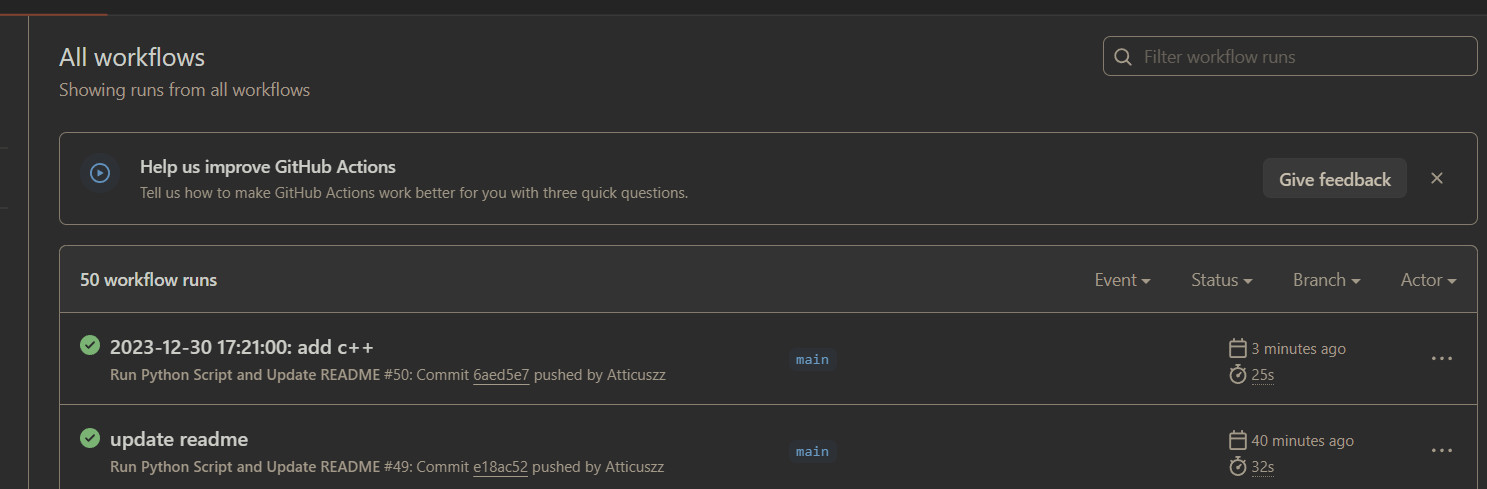 All workflows
Showing runs from all workflows
Filter workflow runs
Help us improve GitHub Actions
Tell us how to make GitHub Actions work better for you with three quick questions.
Give feedback
50 workflow runs
Event
Status
Branch
Actor
2023-12-30 17:21:00: add c++
Run Python Script and Update README #50: Commit 6aed5e7 pushed by Atticuszz
main
3 minutes ago
25s
update readme
Run Python Script and Update README #49: Commit e18ac52 pushed by Atticuszz
main
40 minutes ago
32s